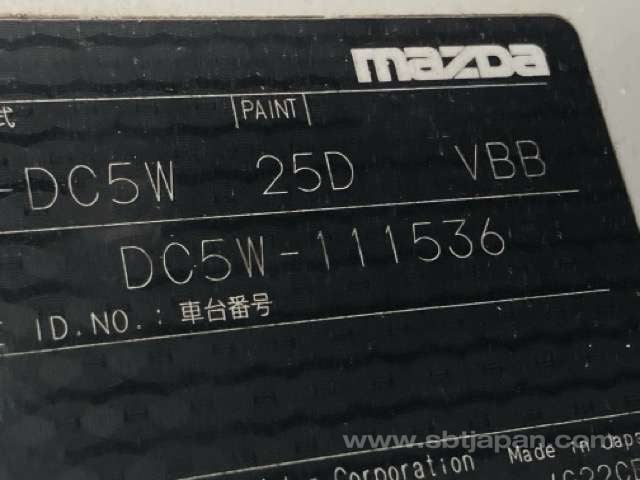 mazda
式 PAINT
-DC5W 25D VBB
DC5W-111536
ID.NO.:車台番号
www.sbtjapan.com
Corporation Made in Japa